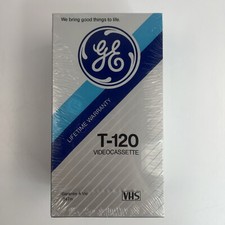 We bring good things to life.
GE
LIFETIME WARRANTY
T-120
VIDEOCASSETTE
VHS